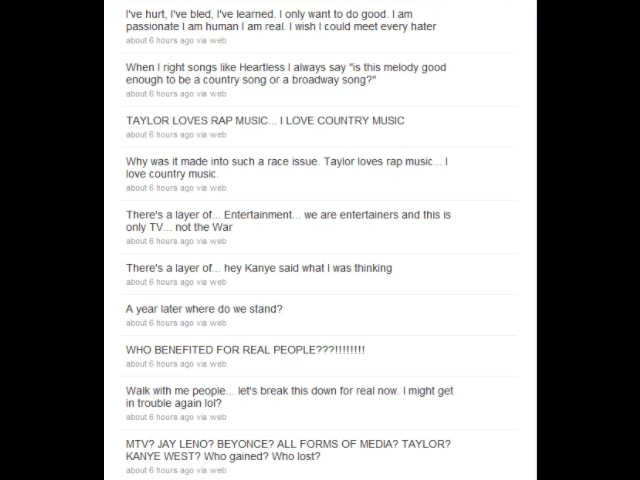 I've hurt, I've bled, I've learned. I only want to do good. I am
passionate I am human I am real. I wish I could meet every hater
about 6 hours ago via web
When I right songs like Heartless I always say "is this melody good
enough to be a country song or a broadway song?"
about 6 hours ago via web
TAYLOR LOVES RAP MUSIC... I LOVE COUNTRY MUSIC
about 6 hours ago via web
Why was it made into such a race issue. Taylor loves rap music... I
love country music.
about 6 hours ago via web
There's a layer of... Entertainment... we are entertainers and this is
only TV... not the War
about 6 hours ago via web
There's a layer of... hey Kanye said what I was thinking
about 6 hours ago via web
A year later where do we stand?
about 6 hours ago via web
WHO BENEFITED FOR REAL PEOPLE???!!!!!!!!
about 6 hours ago via web
Walk with me people... let's break this down for real now. I might get
in trouble again lol?
about 6 hours ago via web
MTV? JAY LENO? BEYONCE? ALL FORMS OF MEDIA? TAYLOR?
KANYE WEST? Who gained? Who lost?
about 6 hours ago via web